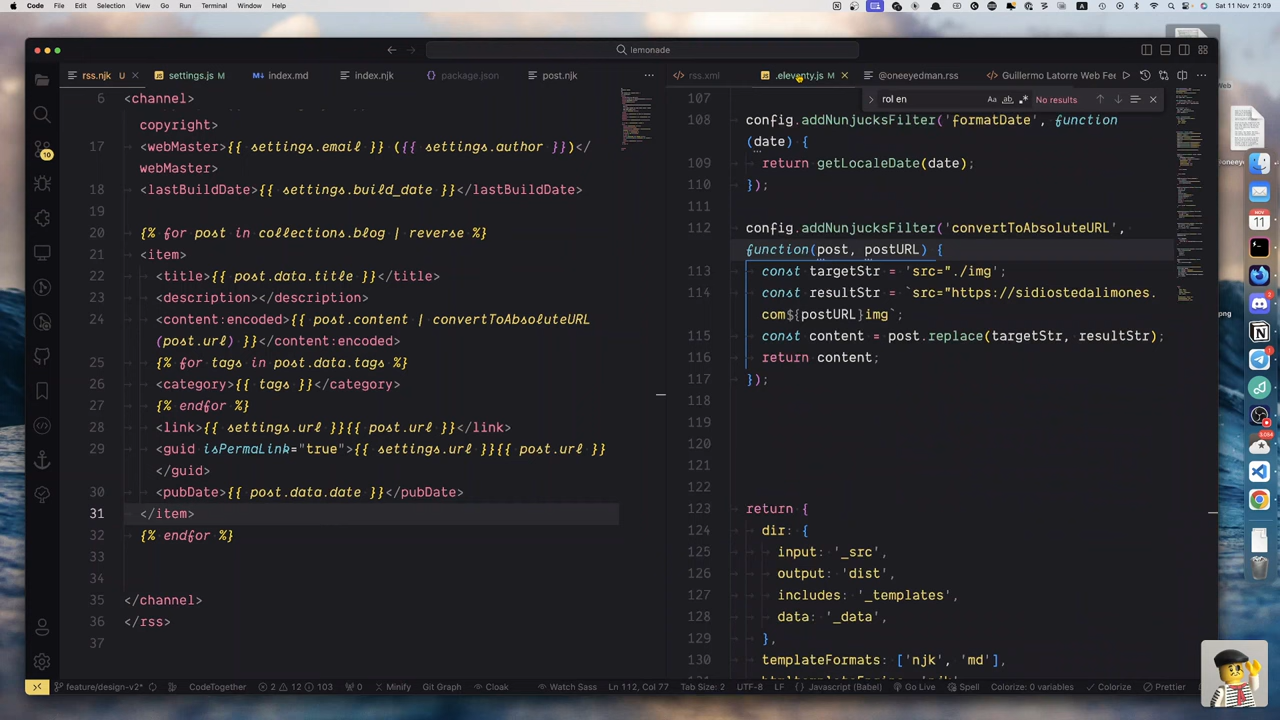 Code File Edit Selection View Go Run Terminal Window Help
Sat 11 Nov 21:09
lemonade
rss.njk U
settings.js M
index.md
index.njk
package.json
post.njk
rss.xml
.eleventy.js M
@oneeyedman.rss
Guillermo Latorre Web Fee
rol en
No results
6 <channel>
copyright>
17 <webMaster>{{ settings.email }} ({{ settings.author }})</
webMaster>
18 <lastBuildDate>{{ settings.build_date }}</lastBuildDate>
19
20 {% for post in collections.blog | reverse %}
21 <item>
22 <title>{{ post.data.title }}</title>
23 <description></description>
24 <content:encoded>{{ post.content | convertToAbsoluteURL
(post.url) }}</content:encoded>
25 {% for tags in post.data.tags %}
26 <category>{{ tags }}</category>
27 {% endfor %}
28 <link>{{ settings.url }}{{ post.url }}</link>
29 <guid isPermaLink="true">{{ settings.url }}{{ post.url }}
</guid>
30 <pubDate>{{ post.data.date }}</pubDate>
31 </item>
32 {% endfor %}
33
34
35 </channel>
36 </rss>
37
107
108 config.addNunjucksFilter('formatDate', function
(date) {
109 return getLocaleDate(date);
110 });
111
112 config.addNunjucksFilter('convertToAbsoluteURL',
function(post, postURL) {
113 const targetStr = 'src="./img';
114 const resultStr = `src="https://sidiostedalimones.
com${postURL}img`;
115 const content = post.replace(targetStr, resultStr);
116 return content;
117 });
118
119
120
121
122
123 return {
124 dir: {
125 input: '_src',
126 output: 'dist',
127 includes: '_templates',
128 data: '_data',
129 },
130 templateFormats: ['njk', 'md'],
feature/design-v2* CodeTogether 2 12 103 0 Minify Git Graph Cloak Watch Sass Ln 112, Col 77 Tab Size: 2 UTF-8 LF {} Javascript (Babel) Go Live Spell Colorize: 0 variables Colorize Prettier
10
NOV
11